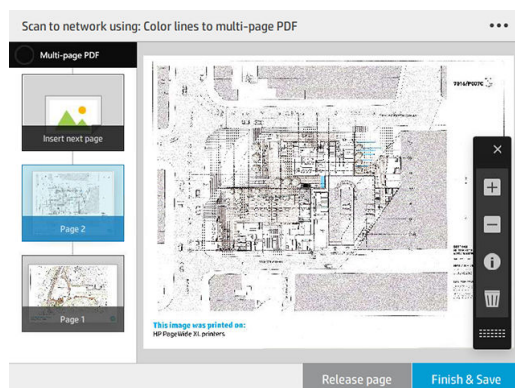 Scan to network using: Color lines to multi-page PDF
Multi-page PDF
Insert next page
Page 2
Page 1
This image was printed on:
HP PageWide XL printers
Release page
Finish & Save